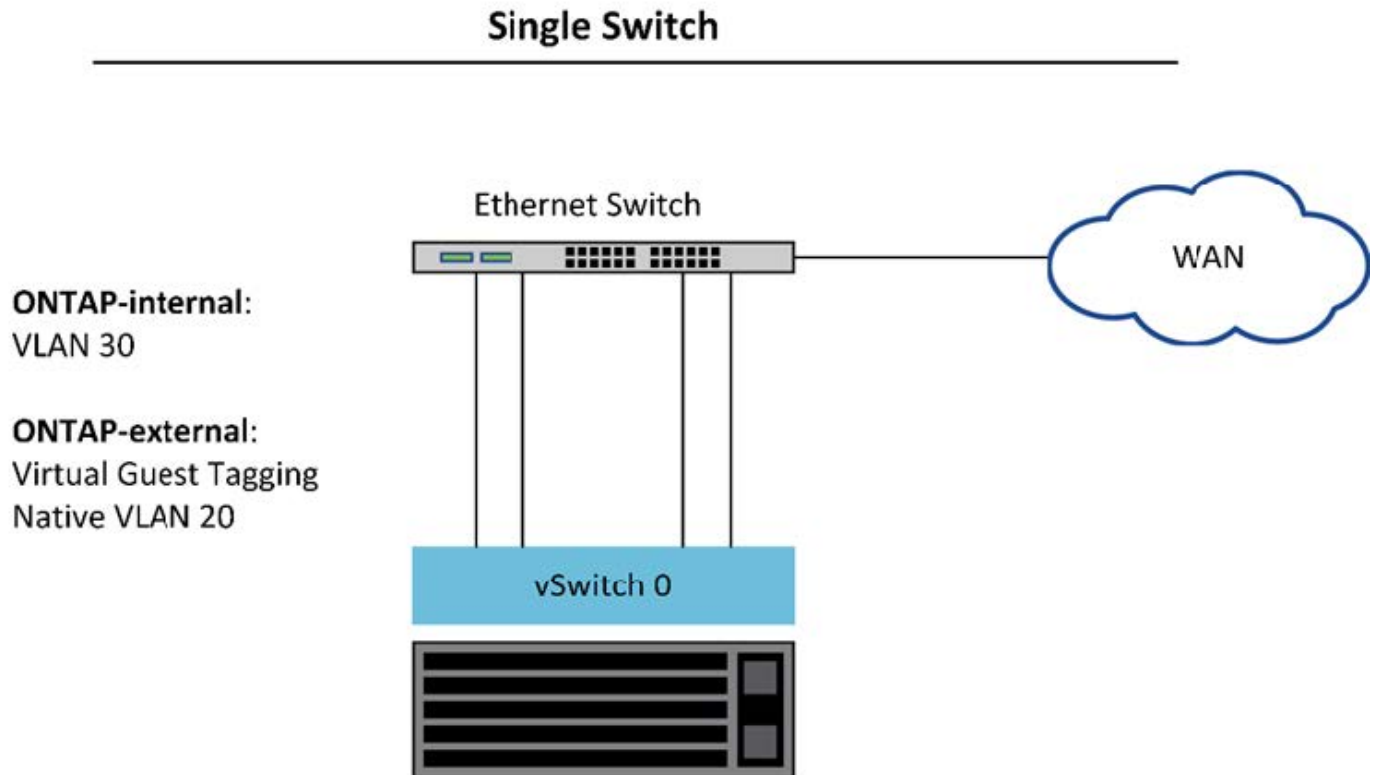 Single Switch
Ethernet Switch
WAN
ONTAP-internal:
VLAN 30
ONTAP-external:
Virtual Guest Tagging
Native VLAN 20
vSwitch 0